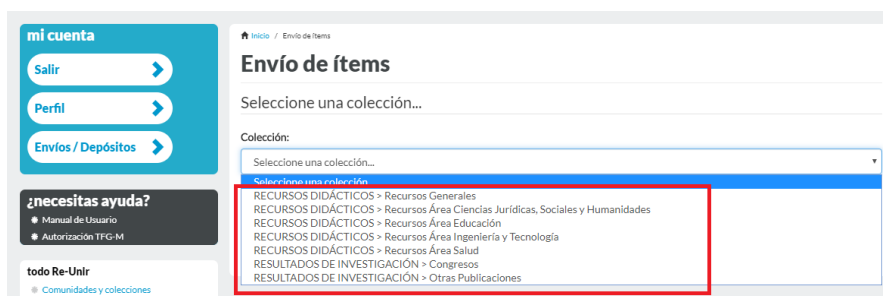 mi cuenta
Salir
Perfil
Envíos / Depósitos
¿necesitas ayuda?
Manual de Usuario
Autorización TFG-M
todo Re-Unir
Comunidades y colecciones
Inicio / Envío de ítems
Envío de ítems
Seleccione una colección...
Colección:
Seleccione una colección...
Seleccione una colección...
RECURSOS DIDÁCTICOS > Recursos Generales
RECURSOS DIDÁCTICOS > Recursos Área Ciencias Jurídicas, Sociales y Humanidades
RECURSOS DIDÁCTICOS > Recursos Área Educación
RECURSOS DIDÁCTICOS > Recursos Área Ingeniería y Tecnología
RECURSOS DIDÁCTICOS > Recursos Área Salud
RESULTADOS DE INVESTIGACIÓN > Congresos
RESULTADOS DE INVESTIGACIÓN > Otras Publicaciones